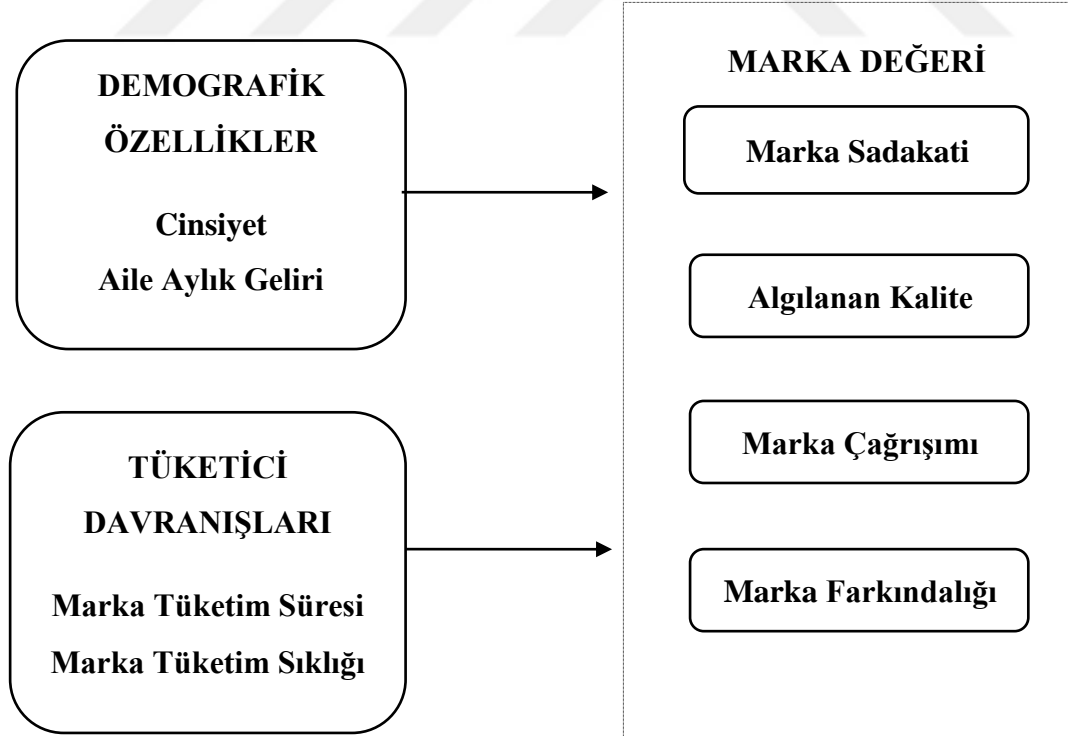 DEMOGRAFİK
ÖZELLİKLER
Cinsiyet
Aile Aylık Geliri
TÜKETİCİ
DAVRANIŞLARI
Marka Tüketim Süresi
Marka Tüketim Sıklığı
MARKA DEĞERİ
Marka Sadakati
Algılanan Kalite
Marka Çağrışımı
Marka Farkındalığı